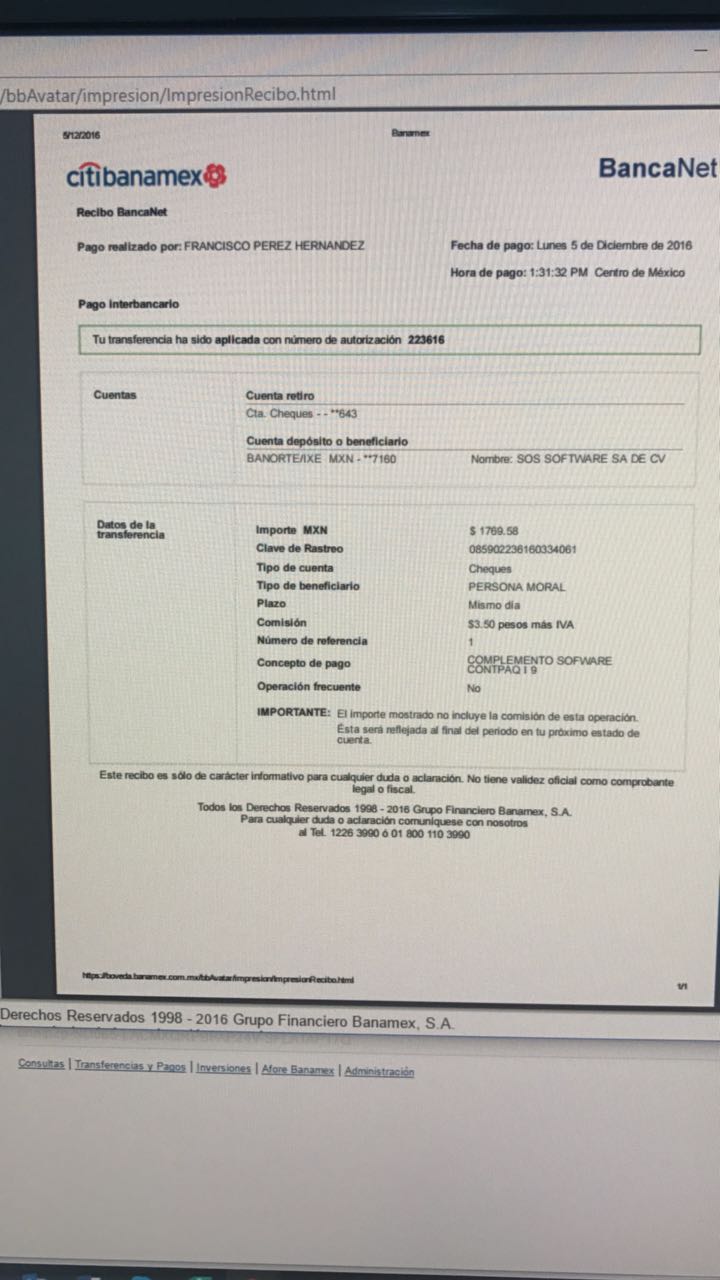 /bbAvatar/impresion/ImpresionRecibo.html
5/12/2016 Banamex
citibanamex BancaNet
Recibo BancaNet
Pago realizado por: FRANCISCO PEREZ HERNANDEZ Fecha de pago: Lunes 5 de Diciembre de 2016
Hora de pago: 1:31:32 PM Centro de México
Pago interbancario
Tu transferencia ha sido aplicada con número de autorización 223616
Cuentas Cuenta retiro
Cta. Cheques - - **643
Cuenta depósito o beneficiario
BANORTE/IXE MXN - **7160 Nombre: SOS SOFTWARE SA DE CV
Datos de la
transferencia
Importe MXN $ 1769.58
Clave de Rastreo 085902236160334061
Tipo de cuenta Cheques
Tipo de beneficiario PERSONA MORAL
Plazo Mismo día
Comisión $3.50 pesos más IVA
Número de referencia 1
Concepto de pago COMPLEMENTO SOFWARE
CONTPAQ I 9
Operación frecuente No
IMPORTANTE: El importe mostrado no incluye la comisión de esta operación.
Ésta será reflejada al final del periodo en tu próximo estado de
cuenta.
Este recibo es sólo de carácter informativo para cualquier duda o aclaración. No tiene validez oficial como comprobante
legal o fiscal.
Todos los Derechos Reservados 1998 - 2016 Grupo Financiero Banamex, S.A.
Para cualquier duda o aclaración comuníquese con nosotros
al Tel. 1226 3990 ó 01 800 110 3990
https://boveda.banamex.com.mx/bbAvatar/impresion/ImpresionRecibo.html 1/1
Derechos Reservados 1998 - 2016 Grupo Financiero Banamex, S.A.
Consultas | Transferencias y Pagos | Inversiones | Afore Banamex | Administración